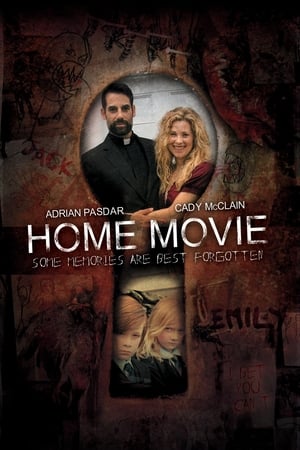 ADRIAN PASDAR
CADY McCLAIN
HOME MOVIE
SOME MEMORIES ARE BEST FORGOTTEN
EMILY